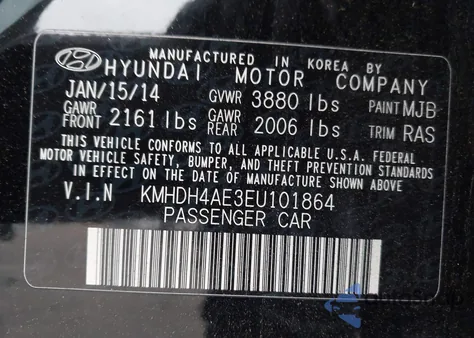 MANUFACTURED IN KOREA BY
HYUNDAI MOTOR COMPANY
JAN/15/14 GVWR 3880 lbs PAINT MJB
GAWR FRONT 2161 lbs GAWR REAR 2006 lbs TRIM RAS
THIS VEHICLE CONFORMS TO ALL APPLICABLE U.S.A. FEDERAL
MOTOR VEHICLE SAFETY, BUMPER, AND THEFT PREVENTION STANDARDS
IN EFFECT ON THE DATE OF MANUFACTURE SHOWN ABOVE.
V.I.N KMHDH4AE3EU101864
PASSENGER CAR